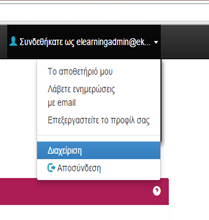 Συνδεθήκατε ως elearningadmin@ek...
Το αποθετήριό μου
Λάβετε ενημερώσεις
με email
Επεξεργαστείτε το προφίλ σας
Διαχείριση
Αποσύνδεση